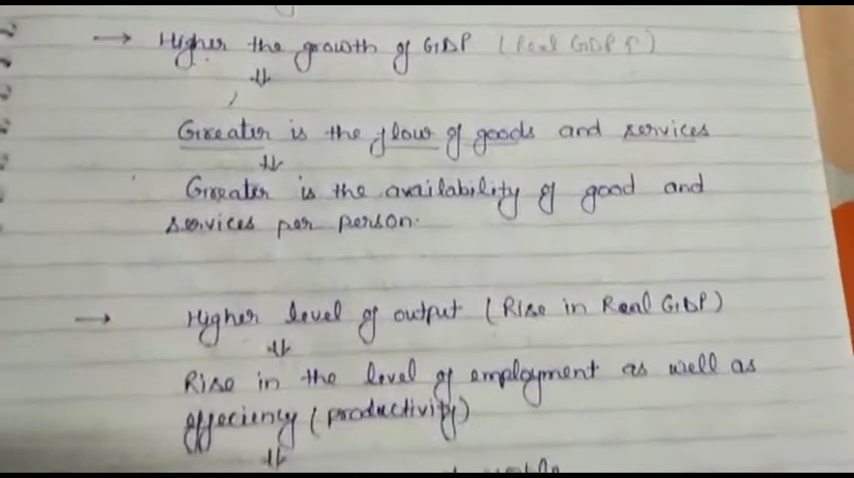 → Higher the growth of GDP (Real GDP ↑)
⇓
Greater is the flow of goods and services
⇓
Greater is the availability of good and
services per person.
→ Higher level of output (Rise in Real GDP)
⇓
Rise in the level of employment as well as
effeciency (productivity)
⇓